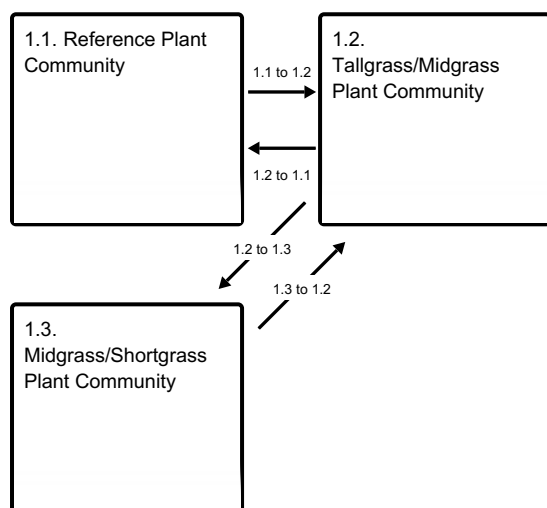 1.1. Reference Plant
Community
1.1 to 1.2
1.2.
Tallgrass/Midgrass
Plant Community
1.2 to 1.1
1.2 to 1.3
1.3 to 1.2
1.3.
Midgrass/Shortgrass
Plant Community